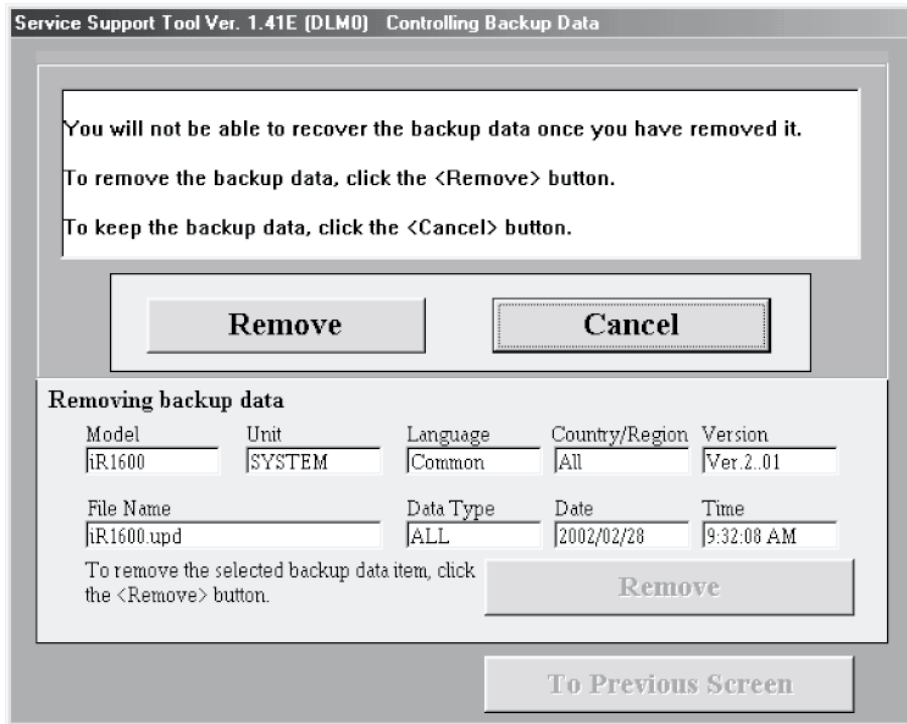 Service Support Tool Ver. 1.41E (DLM0) Controlling Backup Data
You will not be able to recover the backup data once you have removed it.
To remove the backup data, click the <Remove> button.
To keep the backup data, click the <Cancel> button.
Remove Cancel
Removing backup data
Model Unit Language Country/Region Version
iR1600 SYSTEM Common All Ver.2..01
File Name Data Type Date Time
iR1600.upd ALL 2002/02/28 9:32:08 AM
To remove the selected backup data item, click
the <Remove> button.
Remove
To Previous Screen